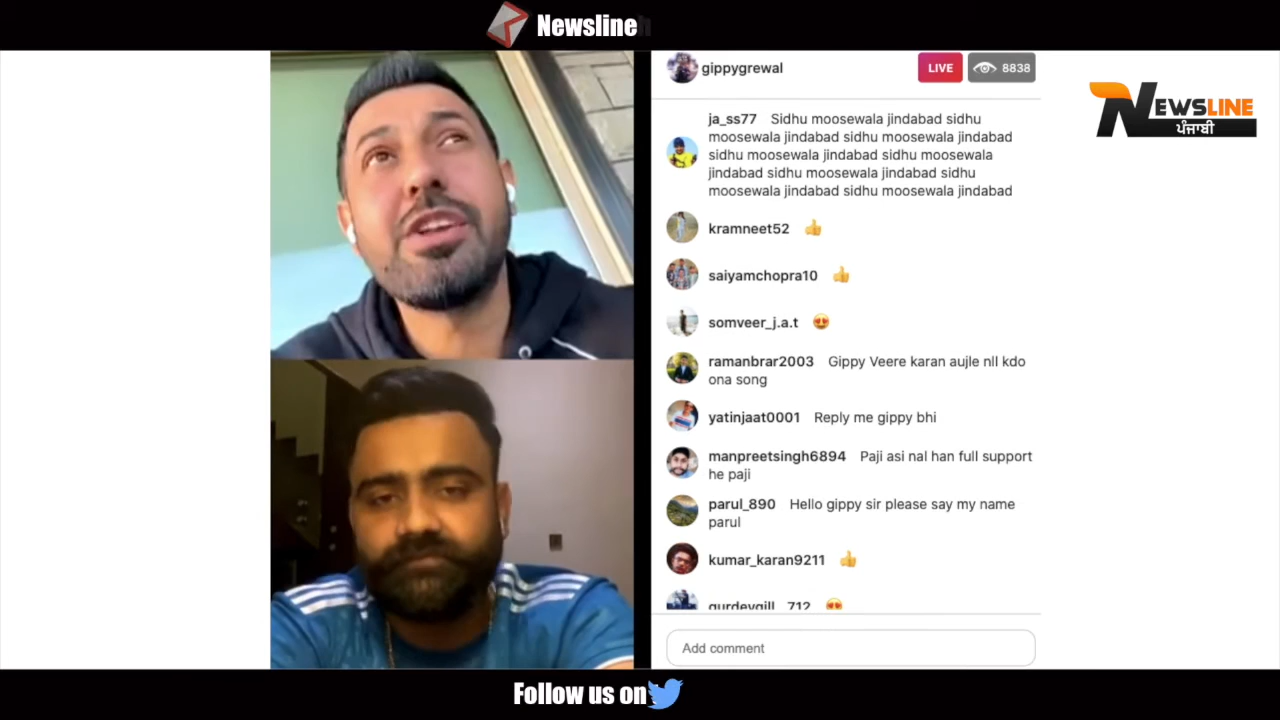 Newsline
gippygrewal
LIVE
8838
NEWSLINE
ਪੰਜਾਬੀ
ja_ss77 Sidhu moosewala jindabad sidhu
moosewala jindabad sidhu moosewala jindabad
sidhu moosewala jindabad sidhu moosewala
jindabad sidhu moosewala jindabad sidhu
moosewala jindabad sidhu moosewala jindabad
kramneet52 👍
saiyamchopra10 👍
somveer_j.a.t 😍
ramanbrar2003 Gippy Veere karan aujle nll kdo
ona song
yatinjaat0001 Reply me gippy bhi
manpreetsingh6894 Paji asi nal han full support
he paji
parul_890 Hello gippy sir please say my name
parul
kumar_karan9211 👍
gurdevgill_712 😍
Add comment
Follow us on